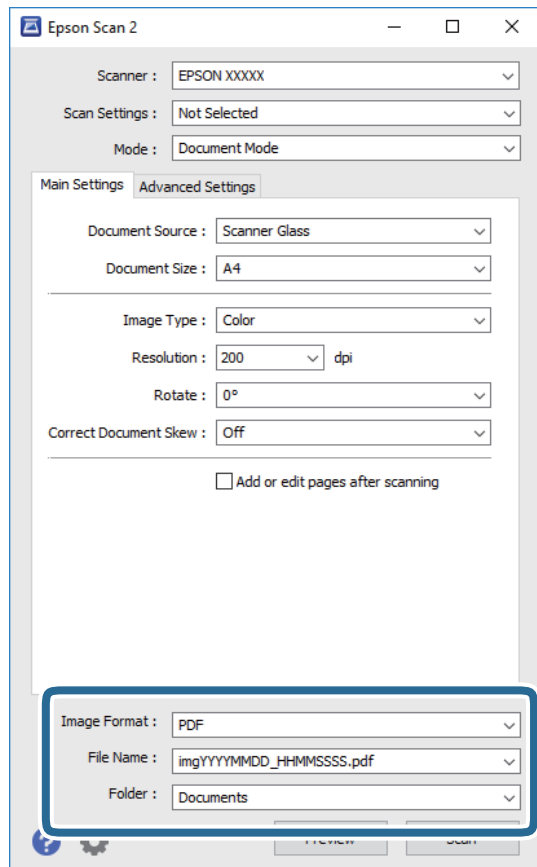 Epson Scan 2
Scanner : EPSON XXXXX
Scan Settings : Not Selected
Mode : Document Mode
Main Settings Advanced Settings
Document Source : Scanner Glass
Document Size : A4
Image Type : Color
Resolution : 200 dpi
Rotate : 0°
Correct Document Skew : Off
Add or edit pages after scanning
Image Format : PDF
File Name : imgYYYYMMDD_HHMMSSSS.pdf
Folder : Documents
? Preview Scan